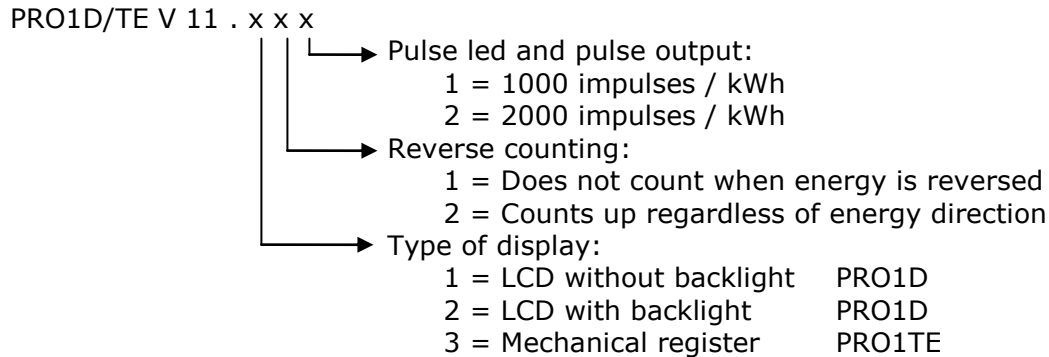 PRO1D/TE V 11 . x x x
Pulse led and pulse output:
1 = 1000 impulses / kWh
2 = 2000 impulses / kWh
Reverse counting:
1 = Does not count when energy is reversed
2 = Counts up regardless of energy direction
Type of display:
1 = LCD without backlight PRO1D
2 = LCD with backlight PRO1D
3 = Mechanical register PRO1TE